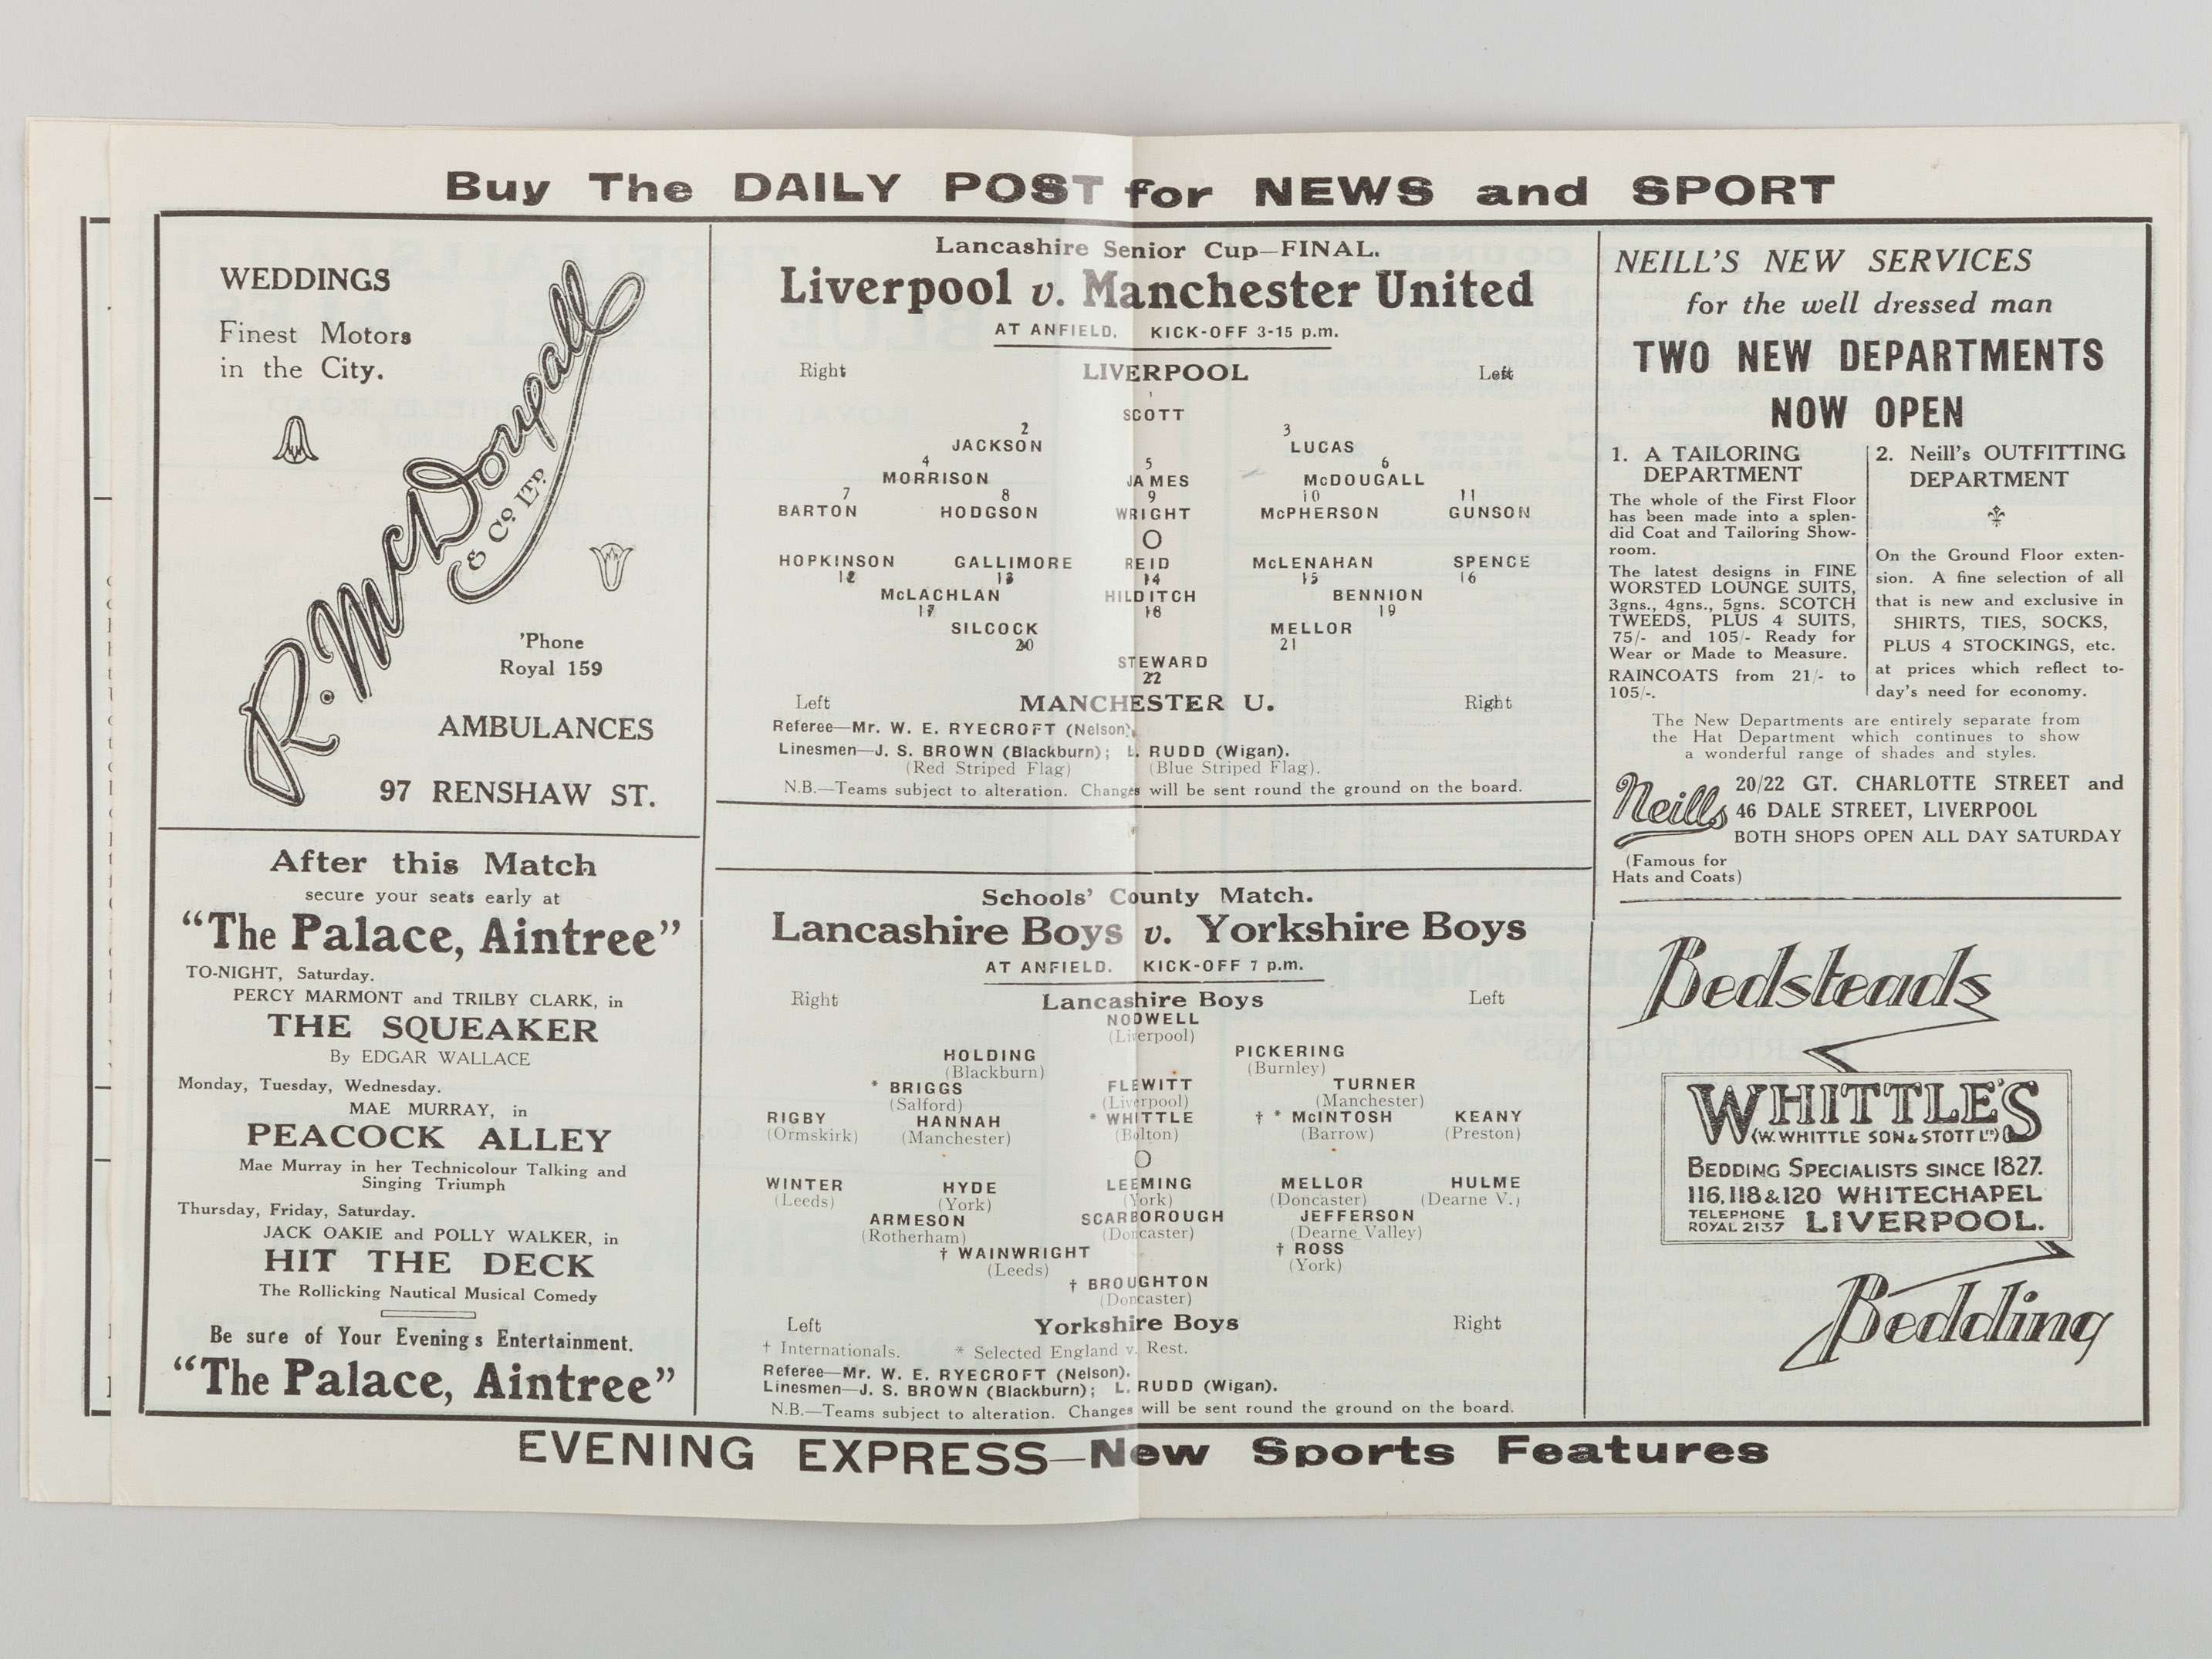 Buy The DAILY POST for NEWS and SPORT
WEDDINGS
Finest Motors
in the City.
R. McDougall
& Co LTD.
'Phone
Royal 159
AMBULANCES
97 RENSHAW ST.
After this Match
secure your seats early at
"The Palace, Aintree"
TO-NIGHT, Saturday.
PERCY MARMONT and TRILBY CLARK, in
THE SQUEAKER
By EDGAR WALLACE
Monday, Tuesday, Wednesday.
MAE MURRAY, in
PEACOCK ALLEY
Mae Murray in her Technicolour Talking and
Singing Triumph
Thursday, Friday, Saturday.
JACK OAKIE and POLLY WALKER, in
HIT THE DECK
The Rollicking Nautical Musical Comedy
Be sure of Your Evening s Entertainment.
"The Palace, Aintree"
Lancashire Senior Cup—FINAL.
Liverpool v. Manchester United
AT ANFIELD. KICK-OFF 3-15 p.m.
Right LIVERPOOL Left
1
SCOTT
2 3
JACKSON LUCAS
4 5 6
MORRISON JAMES McDOUGALL
7 8 9 10 11
BARTON HODGSON WRIGHT McPHERSON GUNSON
O
HOPKINSON GALLIMORE REID McLENAHAN SPENCE
12 13 14 15 16
McLACHLAN HILDITCH BENNION
17 18 19
SILCOCK MELLOR
20 21
STEWARD
22
Left MANCHESTER U. Right
Referee—Mr. W. E. RYECROFT (Nelson).
Linesmen—J. S. BROWN (Blackburn); L. RUDD (Wigan).
(Red Striped Flag) (Blue Striped Flag).
N.B.—Teams subject to alteration. Changes will be sent round the ground on the board.
Schools' County Match.
Lancashire Boys v. Yorkshire Boys
AT ANFIELD. KICK-OFF 7 p.m.
Right Lancashire Boys Left
NODWELL
(Liverpool)
HOLDING PICKERING
(Blackburn) (Burnley)
* BRIGGS FLEWITT TURNER
(Salford) (Liverpool) (Manchester)
RIGBY HANNAH * WHITTLE † * McINTOSH KEANY
(Ormskirk) (Manchester) (Bolton) (Barrow) (Preston)
O
WINTER HYDE LEEMING MELLOR HULME
(Leeds) (York) (York) (Doncaster) (Dearne V.)
ARMESON SCARBOROUGH JEFFERSON
(Rotherham) (Doncaster) (Dearne Valley)
† WAINWRIGHT † ROSS
(Leeds) (York)
† BROUGHTON
(Doncaster)
Left Yorkshire Boys Right
† Internationals. * Selected England v. Rest.
Referee—Mr. W. E. RYECROFT (Nelson).
Linesmen—J. S. BROWN (Blackburn); L. RUDD (Wigan).
N.B.—Teams subject to alteration. Changes will be sent round the ground on the board.
NEILL'S NEW SERVICES
for the well dressed man
TWO NEW DEPARTMENTS
NOW OPEN
1. A TAILORING
DEPARTMENT
The whole of the First Floor
has been made into a splen-
did Coat and Tailoring Show-
room.
The latest designs in FINE
WORSTED LOUNGE SUITS,
3gns., 4gns., 5gns. SCOTCH
TWEEDS, PLUS 4 SUITS,
75/- and 105/- Ready for
Wear or Made to Measure.
RAINCOATS from 21/- to
105/-.
2. Neill's OUTFITTING
DEPARTMENT
On the Ground Floor exten-
sion. A fine selection of all
that is new and exclusive in
SHIRTS, TIES, SOCKS,
PLUS 4 STOCKINGS, etc.
at prices which reflect to-
day's need for economy.
The New Departments are entirely separate from
the Hat Department which continues to show
a wonderful range of shades and styles.
Neills
20/22 GT. CHARLOTTE STREET and
46 DALE STREET, LIVERPOOL
BOTH SHOPS OPEN ALL DAY SATURDAY
(Famous for
Hats and Coats)
Bedsteads
WHITTLE'S
(W. WHITTLE SON & STOTT LTD)
BEDDING SPECIALISTS SINCE 1827.
116, 118 & 120 WHITECHAPEL
TELEPHONE
ROYAL 2137 LIVERPOOL.
Bedding
EVENING EXPRESS—New Sports Features